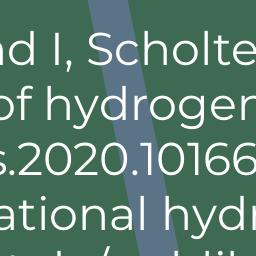 nd I, Scholte
of hydrogen
s.2020.10166
ational hydr